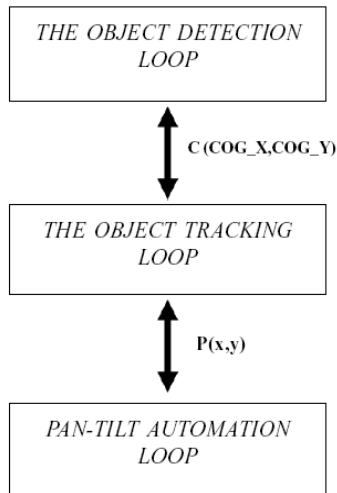 THE OBJECT DETECTION
LOOP
C (COG_X,COG_Y)
THE OBJECT TRACKING
LOOP
P(x,y)
PAN-TILT AUTOMATION
LOOP